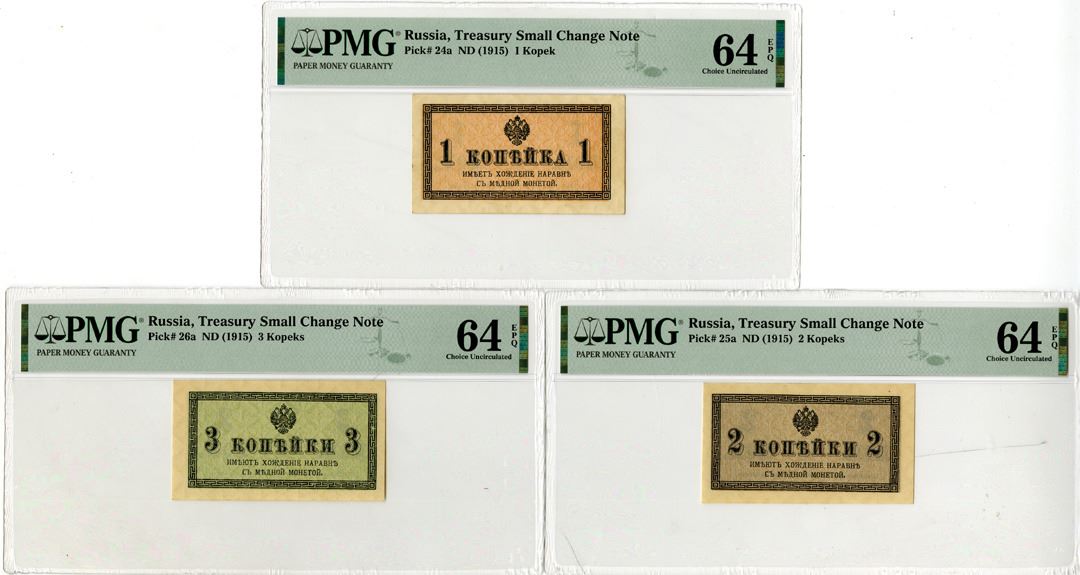 PMG®
PAPER MONEY GUARANTY
Russia, Treasury Small Change Note
Pick# 24a ND (1915) 1 Kopek
64 EPQ
Choice Uncirculated
1 КОПѢЙКА 1
ИМѢЕТЪ ХОЖДЕНІЕ НАРАВНѢ
СЪ МѢДНОЙ МОНЕТОЙ.
PMG®
PAPER MONEY GUARANTY
Russia, Treasury Small Change Note
Pick# 26a ND (1915) 3 Kopeks
64 EPQ
Choice Uncirculated
3 КОПѢЙКИ 3
ИМѢЮТЪ ХОЖДЕНІЕ НАРАВНѢ
СЪ МѢДНОЙ МОНЕТОЙ.
PMG®
PAPER MONEY GUARANTY
Russia, Treasury Small Change Note
Pick# 25a ND (1915) 2 Kopeks
64 EPQ
Choice Uncirculated
2 КОПѢЙКИ 2
ИМѢЮТЪ ХОЖДЕНІЕ НАРАВНѢ
СЪ МѢДНОЙ МОНЕТОЙ.